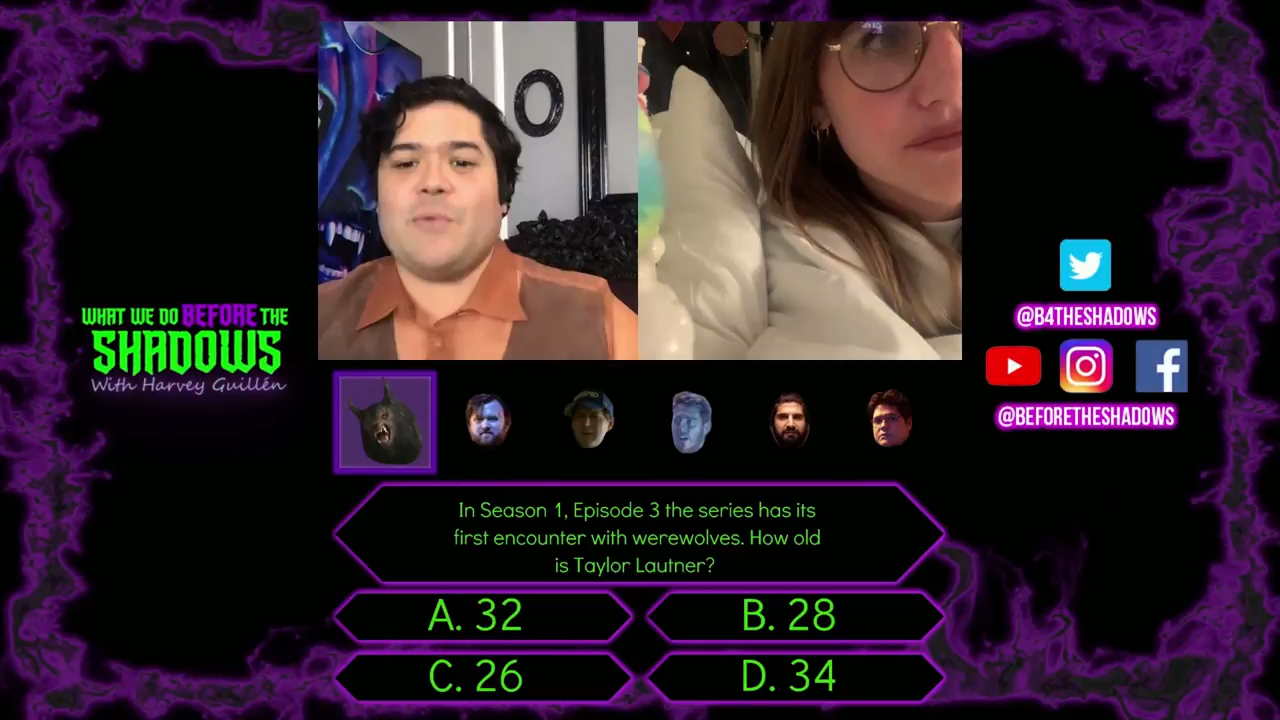 WHAT WE DO BEFORE THE
SHADOWS
With Harvey Guillén
In Season 1, Episode 3 the series has its
first encounter with werewolves. How old
is Taylor Lautner?
A. 32
B. 28
C. 26
D. 34
@B4THESHADOWS
@BEFORETHESHADOWS